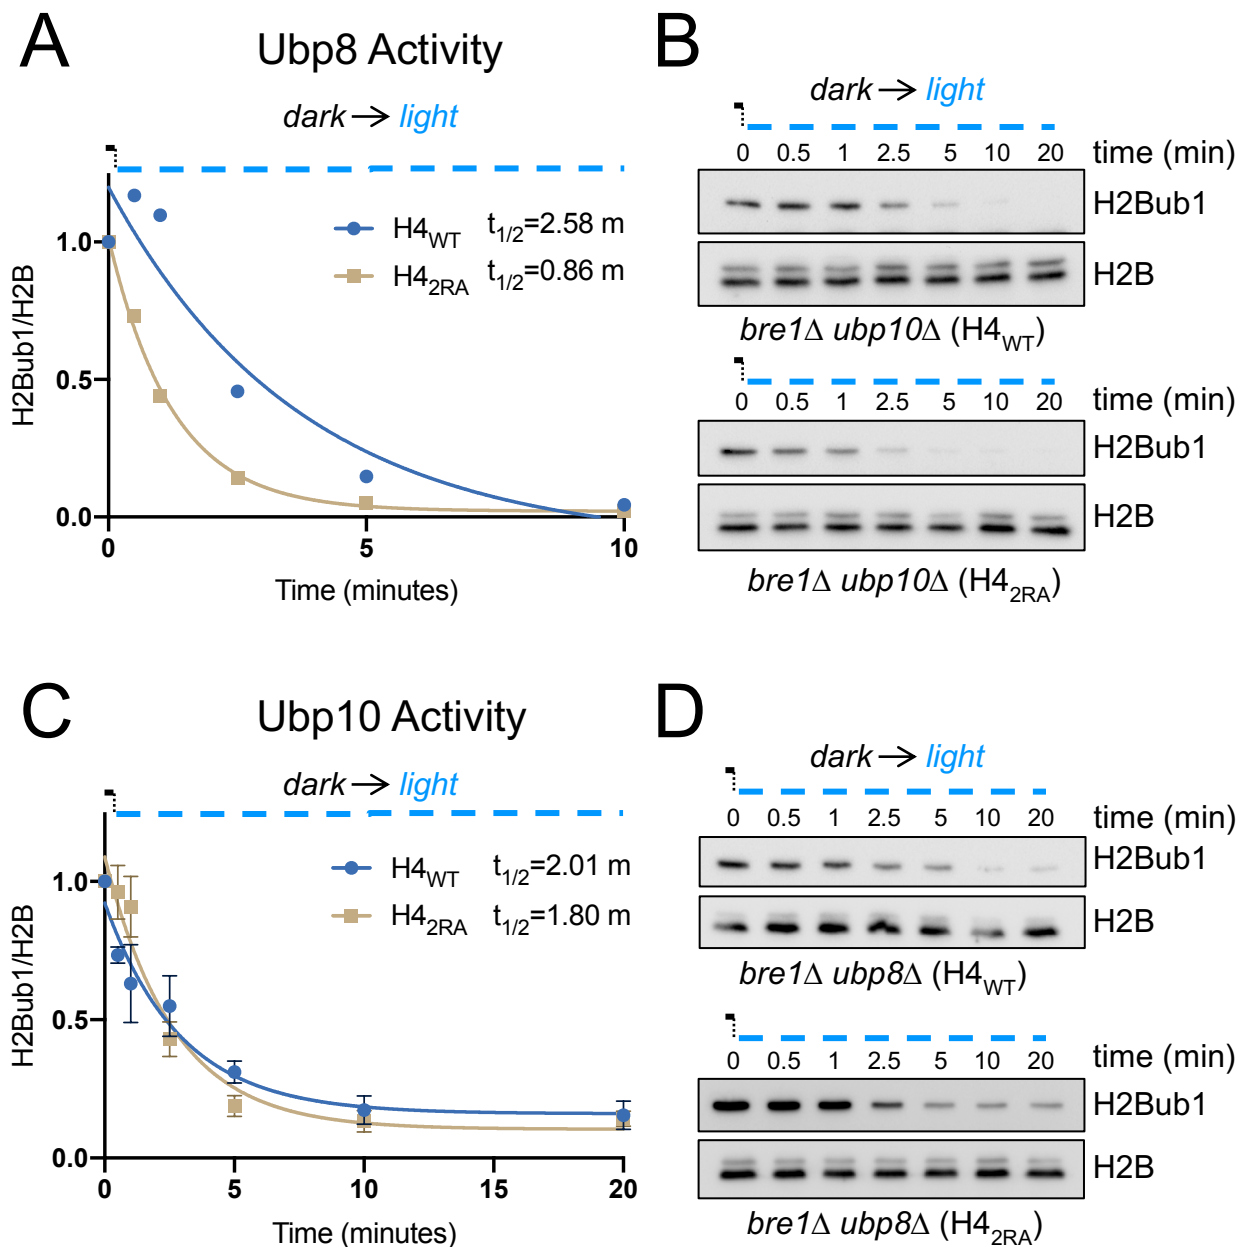 A
Ubp8 Activity
dark → light
H4WT t1/2=2.58 m
H42RA t1/2=0.86 m
H2Bub1/H2B
1.0
0.5
0.0
0 5 10
Time (minutes)
B
dark → light
0 0.5 1 2.5 5 10 20 time (min)
H2Bub1
H2B
bre1Δ ubp10Δ (H4WT)
0 0.5 1 2.5 5 10 20 time (min)
H2Bub1
H2B
bre1Δ ubp10Δ (H42RA)
C
Ubp10 Activity
dark → light
H4WT t1/2=2.01 m
H42RA t1/2=1.80 m
H2Bub1/H2B
1.0
0.5
0.0
0 5 10 15 20
Time (minutes)
D
dark → light
0 0.5 1 2.5 5 10 20 time (min)
H2Bub1
H2B
bre1Δ ubp8Δ (H4WT)
0 0.5 1 2.5 5 10 20 time (min)
H2Bub1
H2B
bre1Δ ubp8Δ (H42RA)